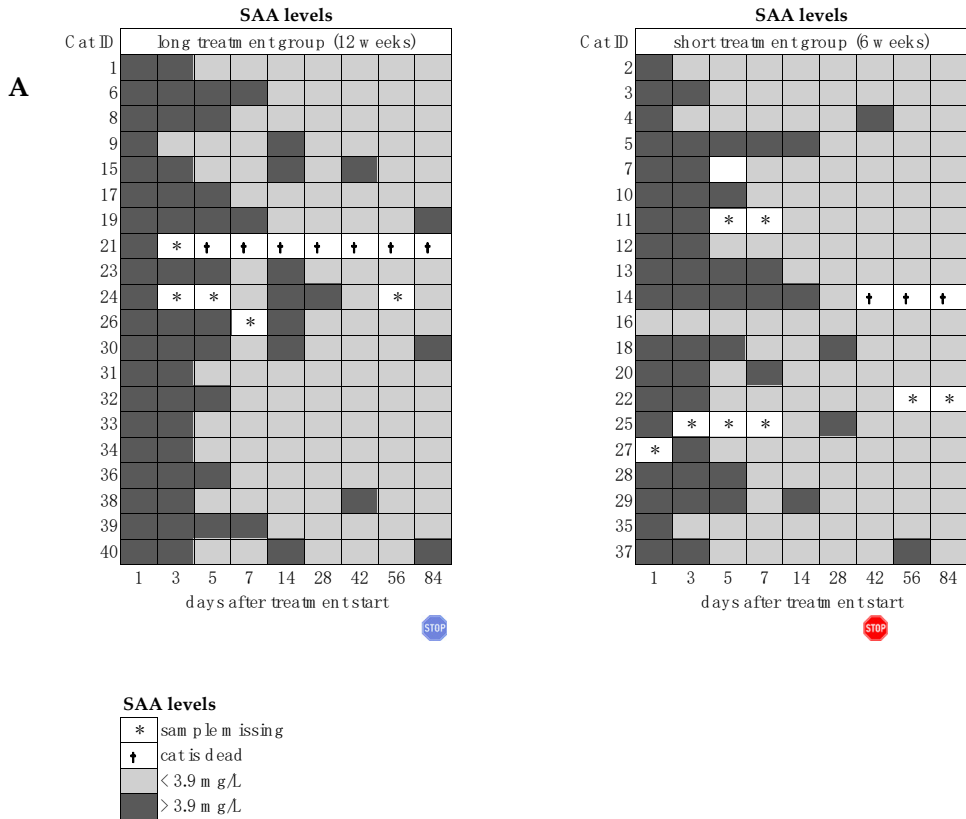 SAA levels
Cat ID long treatment group (12 weeks)
A
1
6
8
9
15
17
19
21 * † † † † † † †
23
24 * * *
26 *
30
31
32
33
34
36
38
39
40
1 3 5 7 14 28 42 56 84
days after treatment start
STOP
SAA levels
Cat ID short treatment group (6 weeks)
2
3
4
5
7
10
11 * *
12
13
14 † † †
16
18
20
22 * *
25 * * *
27 *
28
29
35
37
1 3 5 7 14 28 42 56 84
days after treatment start
STOP
SAA levels
* sample missing
† cat is dead
< 3.9 mg/L
> 3.9 mg/L